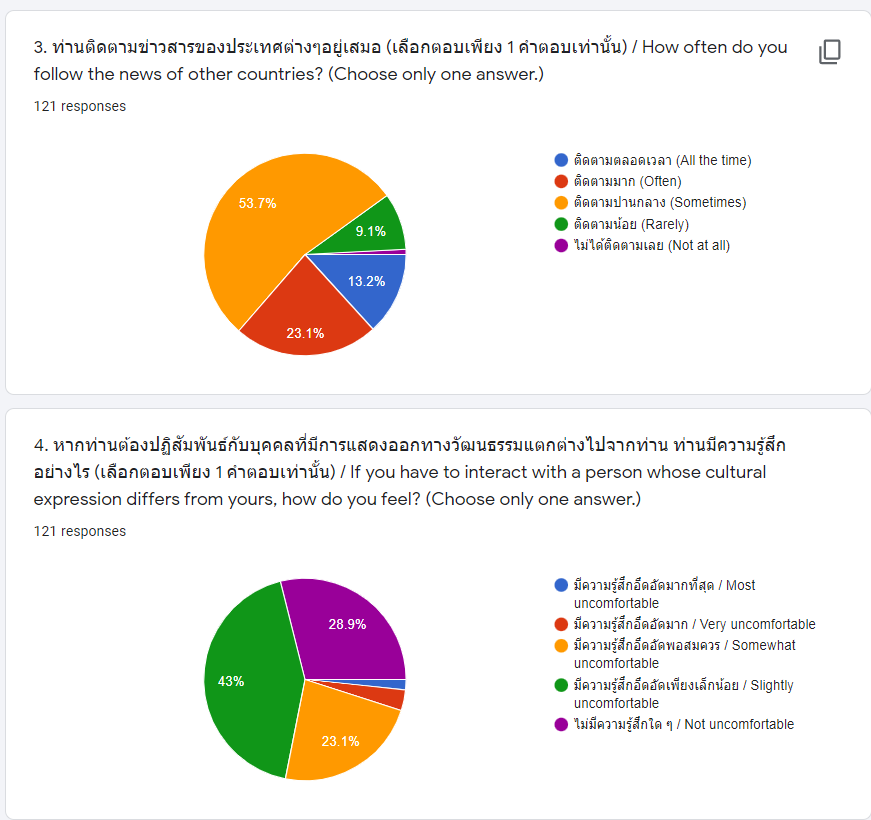 3. ท่านติดตามข่าวสารของประเทศต่างๆอยู่เสมอ (เลือกตอบเพียง 1 คำตอบเท่านั้น) / How often do you
follow the news of other countries? (Choose only one answer.)
121 responses
53.7%
9.1%
13.2%
23.1%
ติดตามตลอดเวลา (All the time)
ติดตามมาก (Often)
ติดตามปานกลาง (Sometimes)
ติดตามน้อย (Rarely)
ไม่ได้ติดตามเลย (Not at all)
4. หากท่านต้องปฏิสัมพันธ์กับบุคคลที่มีการแสดงออกทางวัฒนธรรมแตกต่างไปจากท่าน ท่านมีความรู้สึก
อย่างไร (เลือกตอบเพียง 1 คำตอบเท่านั้น) / If you have to interact with a person whose cultural
expression differs from yours, how do you feel? (Choose only one answer.)
121 responses
28.9%
43%
23.1%
มีความรู้สึกอึดอัดมากที่สุด / Most
uncomfortable
มีความรู้สึกอึดอัดมาก / Very uncomfortable
มีความรู้สึกอึดอัดพอสมควร / Somewhat
uncomfortable
มีความรู้สึกอึดอัดเพียงเล็กน้อย / Slightly
uncomfortable
ไม่มีความรู้สึกใด ๆ / Not uncomfortable